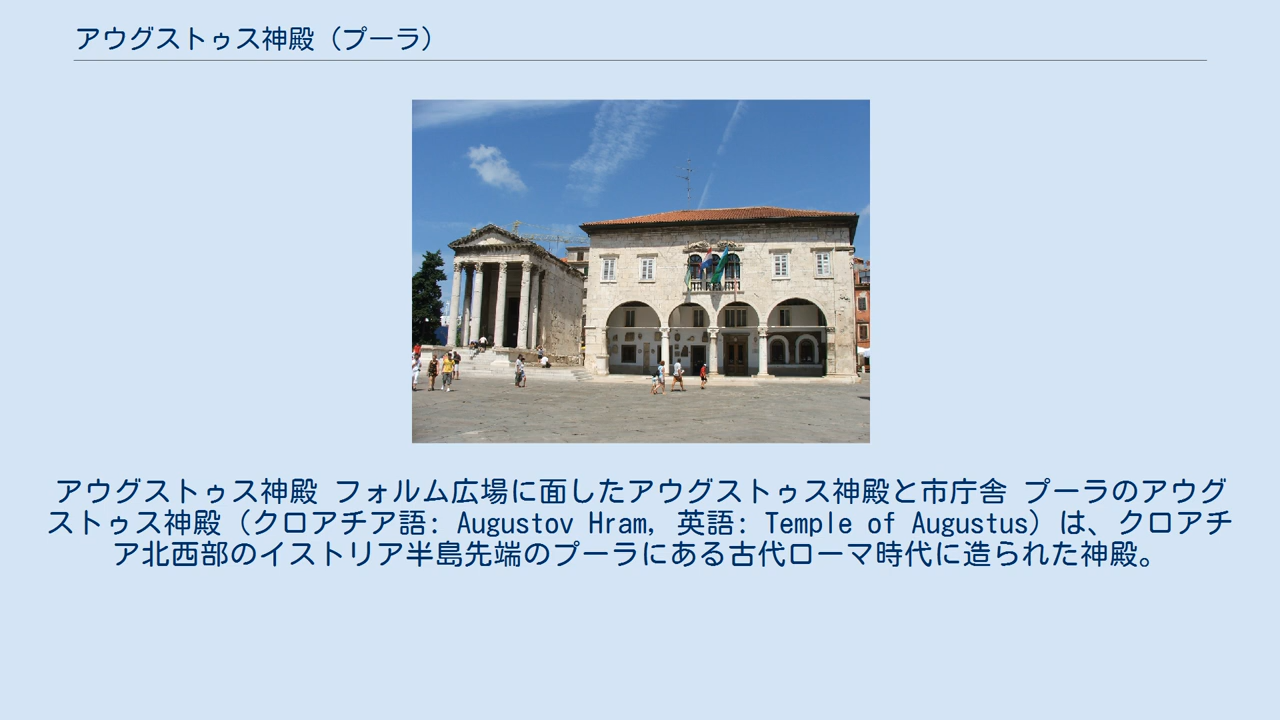 アウグストゥス神殿（プーラ）
アウグストゥス神殿 フォルム広場に面したアウグストゥス神殿と市庁舎 プーラのアウグ
ストゥス神殿（クロアチア語: Augustov Hram, 英語: Temple of Augustus）は、クロアチ
ア北西部のイストリア半島先端のプーラにある古代ローマ時代に造られた神殿。